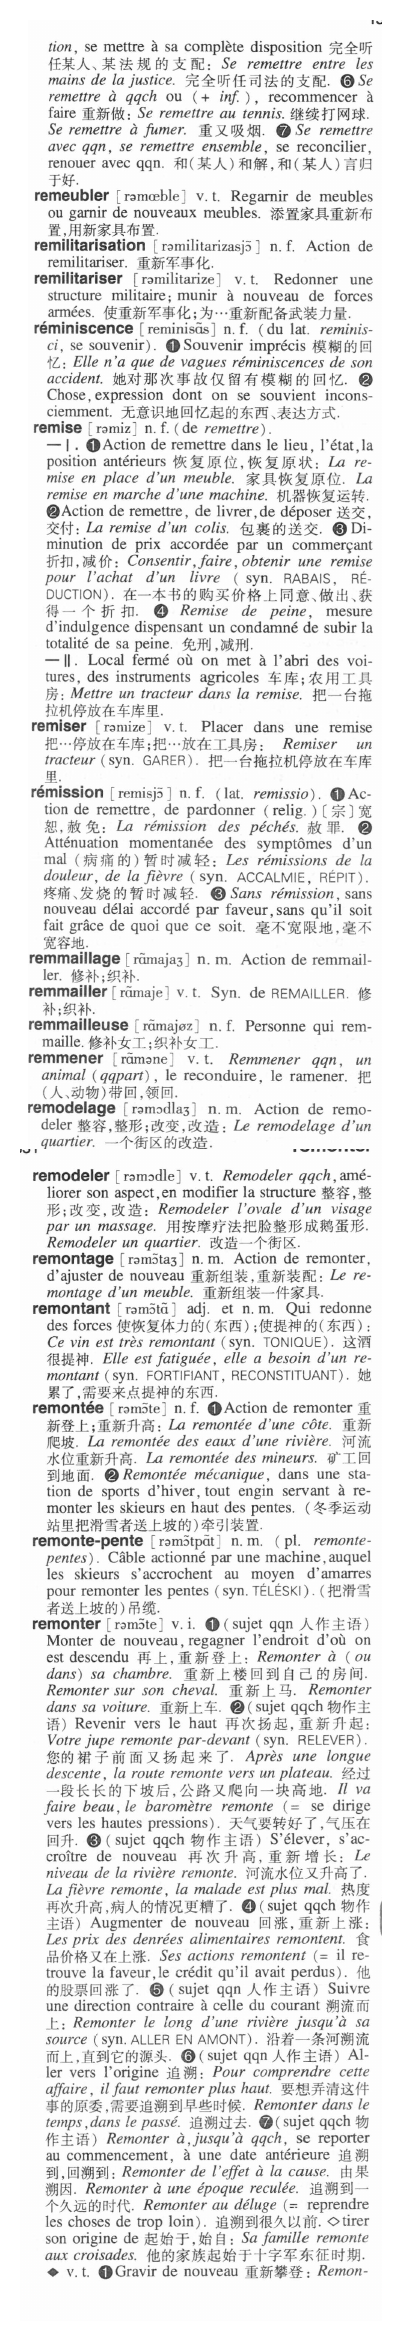 tion, se mettre à sa complète disposition 完全听
任某人、某法规的支配: Se remettre entre les
mains de la justice. 完全听任司法的支配. ❻ Se
remettre à qqch ou (+ inf.), recommencer à
faire 重新做: Se remettre au tennis. 继续打网球.
Se remettre à fumer. 重又吸烟. ❼ Se remettre
avec qqn, se remettre ensemble, se reconcilier,
renouer avec qqn. 和(某人)和解,和(某人)言归
于好.
remeubler [rəmœble] v. t. Regarnir de meubles
ou garnir de nouveaux meubles. 添置家具重新布
置,用新家具布置.
remilitarisation [rəmilitarizasjɔ̃] n. f. Action de
remilitariser. 重新军事化.
remilitariser [rəmilitarize] v. t. Redonner une
structure militaire; munir à nouveau de forces
armées. 使重新军事化;为…重新配备武装力量.
réminiscence [reminisɑ̃s] n. f. (du lat. reminis-
ci, se souvenir). ❶ Souvenir imprécis 模糊的回
忆: Elle n'a que de vagues réminiscences de son
accident. 她对那次事故仅留有模糊的回忆. ❷
Chose, expression dont on se souvient incons-
ciemment. 无意识地回忆起的东西、表达方式.
remise [rəmiz] n. f. (de remettre).
— I. ❶ Action de remettre dans le lieu, l'état, la
position antérieurs 恢复原位,恢复原状: La re-
mise en place d'un meuble. 家具恢复原位. La
remise en marche d'une machine. 机器恢复运转.
❷ Action de remettre, de livrer, de déposer 送交,
交付: La remise d'un colis. 包裹的送交. ❸ Di-
minution de prix accordée par un commerçant
折扣,减价: Consentir, faire, obtenir une remise
pour l'achat d'un livre (syn. RABAIS, RÉ-
DUCTION). 在一本书的购买价格上同意、做出、获
得一个折扣. ❹ Remise de peine, mesure
d'indulgence dispensant un condamné de subir la
totalité de sa peine. 免刑,减刑.
— II. Local fermé où on met à l'abri des voi-
tures, des instruments agricoles 车库;农用工具
房: Mettre un tracteur dans la remise. 把一台拖
拉机停放在车库里.
remiser [rəmize] v. t. Placer dans une remise
把…停放在车库;把…放在工具房: Remiser un
tracteur (syn. GARER). 把一台拖拉机停放在车库
里.
rémission [remisjɔ̃] n. f. (lat. remissio). ❶ Ac-
tion de remettre, de pardonner (relig.) [宗]宽
恕,赦免: La rémission des péchés. 赦罪. ❷
Atténuation momentanée des symptômes d'un
mal (病痛的)暂时减轻: Les rémissions de la
douleur, de la fièvre (syn. ACCALMIE, RÉPIT).
疼痛、发烧的暂时减轻. ❸ Sans rémission, sans
nouveau délai accordé par faveur, sans qu'il soit
fait grâce de quoi que ce soit. 毫不宽限地,毫不
宽容地.
remmaillage [rɑ̃majaʒ] n. m. Action de remmail-
ler. 修补;织补.
remmailler [rɑ̃maje] v. t. Syn. de REMAILLER. 修
补;织补.
remmailleuse [rɑ̃majøz] n. f. Personne qui rem-
maille. 修补女工;织补女工.
remmener [rɑ̃məne] v. t. Remmener qqn, un
animal (qqpart), le reconduire, le ramener. 把
(人、动物)带回,领回.
remodelage [rəmɔdlaʒ] n. m. Action de remo-
deler 整容,整形;改变,改造: Le remodelage d'un
quartier. 一个街区的改造.
remodeler [rəmɔdle] v. t. Remodeler qqch, amé-
liorer son aspect, en modifier la structure 整容,整
形;改变,改造: Remodeler l'ovale d'un visage
par un massage. 用按摩疗法把脸整形成鹅蛋形.
Remodeler un quartier. 改造一个街区.
remontage [rəmɔ̃taʒ] n. m. Action de remonter,
d'ajuster de nouveau 重新组装,重新装配: Le re-
montage d'un meuble. 重新组装一件家具.
remontant [rəmɔ̃tɑ̃] adj. et n. m. Qui redonne
des forces 使恢复体力的(东西);使提神的(东西):
Ce vin est très remontant (syn. TONIQUE). 这酒
很提神. Elle est fatiguée, elle a besoin d'un re-
montant (syn. FORTIFIANT, RECONSTITUANT). 她
累了,需要来点提神的东西.
remontée [rəmɔ̃te] n. f. ❶ Action de remonter 重
新登上;重新升高: La remontée d'une côte. 重新
爬坡. La remontée des eaux d'une rivière. 河流
水位重新升高. La remontée des mineurs. 矿工回
到地面. ❷ Remontée mécanique, dans une sta-
tion de sports d'hiver, tout engin servant à re-
monter les skieurs en haut des pentes. (冬季运动
站里把滑雪者送上坡的)牵引装置.
remonte-pente [rəmɔ̃tpɑ̃t] n. m. (pl. remonte-
pentes). Câble actionné par une machine, auquel
les skieurs s'accrochent au moyen d'amarres
pour remonter les pentes (syn. TÉLÉSKI). (把滑雪
者送上坡的)吊缆.
remonter [rəmɔ̃te] v. i. ❶ (sujet qqn 人作主语)
Monter de nouveau, regagner l'endroit d'où on
est descendu 再上,重新登上: Remonter à (ou
dans) sa chambre. 重新上楼回到自己的房间.
Remonter sur son cheval. 重新上马. Remonter
dans sa voiture. 重新上车. ❷ (sujet qqch 物作主
语) Revenir vers le haut 再次扬起,重新升起:
Votre jupe remonte par-devant (syn. RELEVER).
您的裙子前面又扬起来了. Après une longue
descente, la route remonte vers un plateau. 经过
一段长长的下坡后,公路又爬向一块高地. Il va
faire beau, le baromètre remonte (= se dirige
vers les hautes pressions). 天气要转好了,气压在
回升. ❸ (sujet qqch 物作主语) S'élever, s'ac-
croître de nouveau 再次升高,重新增长: Le
niveau de la rivière remonte. 河流水位又升高了.
La fièvre remonte, la malade est plus mal. 热度
再次升高,病人的情况更糟了. ❹ (sujet qqch 物作
主语) Augmenter de nouveau 回涨,重新上涨:
Les prix des denrées alimentaires remontent. 食
品价格又在上涨. Ses actions remontent (= il re-
trouve la faveur, le crédit qu'il avait perdus). 他
的股票回涨了. ❺ (sujet qqn 人作主语) Suivre
une direction contraire à celle du courant 溯流而
上: Remonter le long d'une rivière jusqu'à sa
source (syn. ALLER EN AMONT). 沿着一条河溯流
而上,直到它的源头. ❻ (sujet qqn 人作主语) Al-
ler vers l'origine 追溯: Pour comprendre cette
affaire, il faut remonter plus haut. 要想弄清这件
事的原委,需要追溯到早些时候. Remonter dans le
temps, dans le passé. 追溯过去. ❼ (sujet qqch 物
作主语) Remonter à, jusqu'à qqch, se reporter
au commencement, à une date antérieure 追溯
到,回溯到: Remonter de l'effet à la cause. 由果
溯因. Remonter à une époque reculée. 追溯到一
个久远的时代. Remonter au déluge (= reprendre
les choses de trop loin). 追溯到很久以前. ◇ tirer
son origine de 起始于,始自: Sa famille remonte
aux croisades. 他的家族起始于十字军东征时期.
◆ v. t. ❶ Gravir de nouveau 重新攀登: Remon-